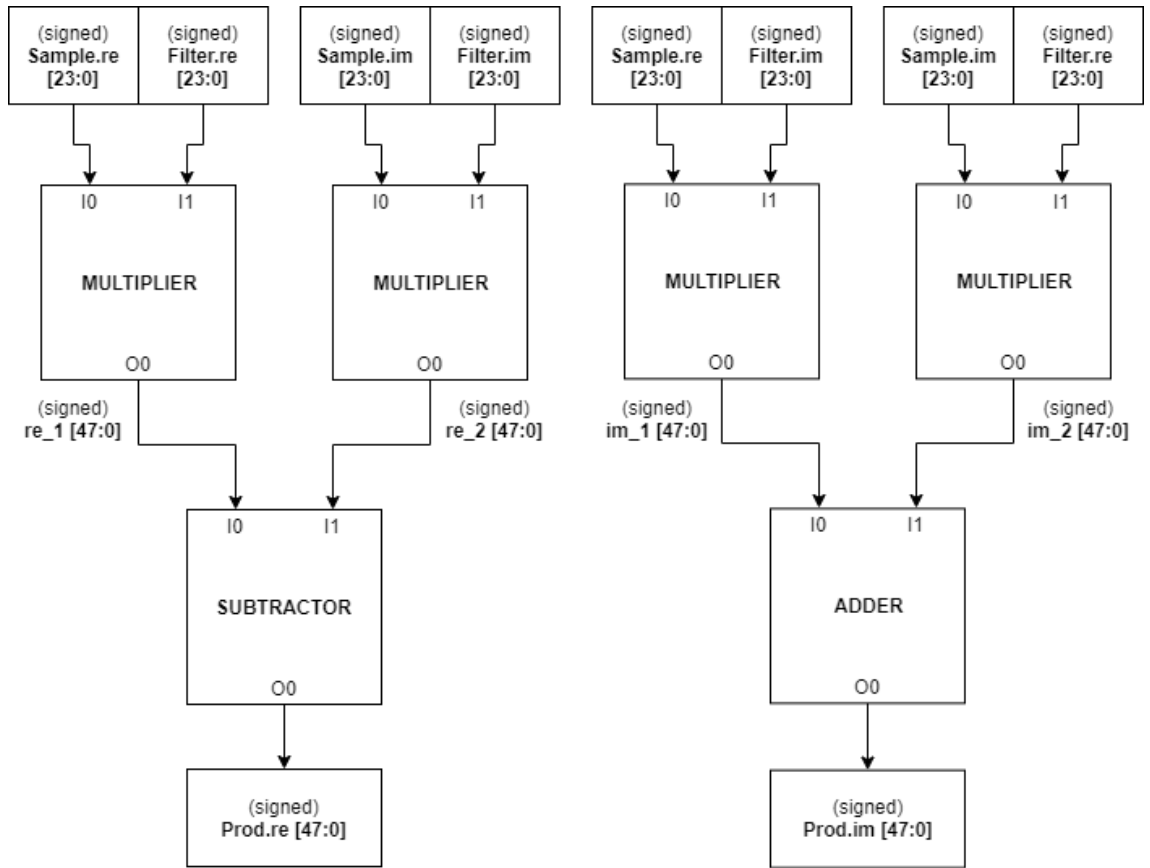 (signed)
Sample.re
[23:0]
(signed)
Filter.re
[23:0]
(signed)
Sample.im
[23:0]
(signed)
Filter.im
[23:0]
(signed)
Sample.re
[23:0]
(signed)
Filter.im
[23:0]
(signed)
Sample.im
[23:0]
(signed)
Filter.re
[23:0]
I0 I1
MULTIPLIER
O0
I0 I1
MULTIPLIER
O0
I0 I1
MULTIPLIER
O0
I0 I1
MULTIPLIER
O0
(signed)
re_1 [47:0]
(signed)
re_2 [47:0]
(signed)
im_1 [47:0]
(signed)
im_2 [47:0]
I0 I1
SUBTRACTOR
O0
I0 I1
ADDER
O0
(signed)
Prod.re [47:0]
(signed)
Prod.im [47:0]